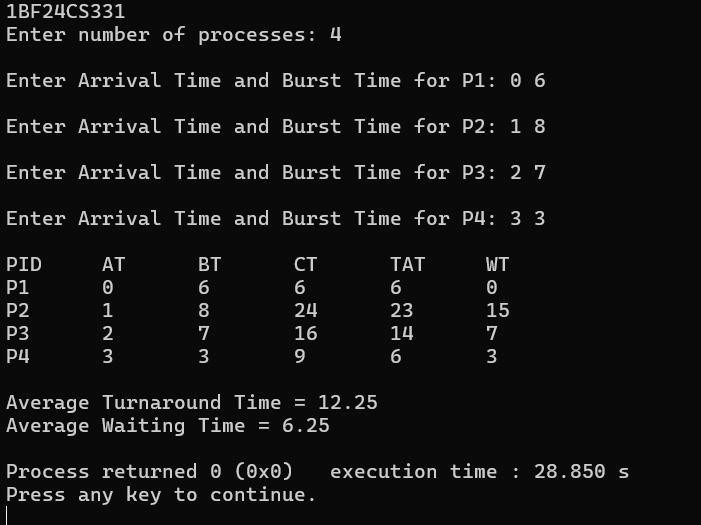 1BF24CS331
Enter number of processes: 4
Enter Arrival Time and Burst Time for P1: 0 6
Enter Arrival Time and Burst Time for P2: 1 8
Enter Arrival Time and Burst Time for P3: 2 7
Enter Arrival Time and Burst Time for P4: 3 3
PID AT BT CT TAT WT
P1 0 6 6 6 0
P2 1 8 24 23 15
P3 2 7 16 14 7
P4 3 3 9 6 3
Average Turnaround Time = 12.25
Average Waiting Time = 6.25
Process returned 0 (0x0) execution time : 28.850 s
Press any key to continue.